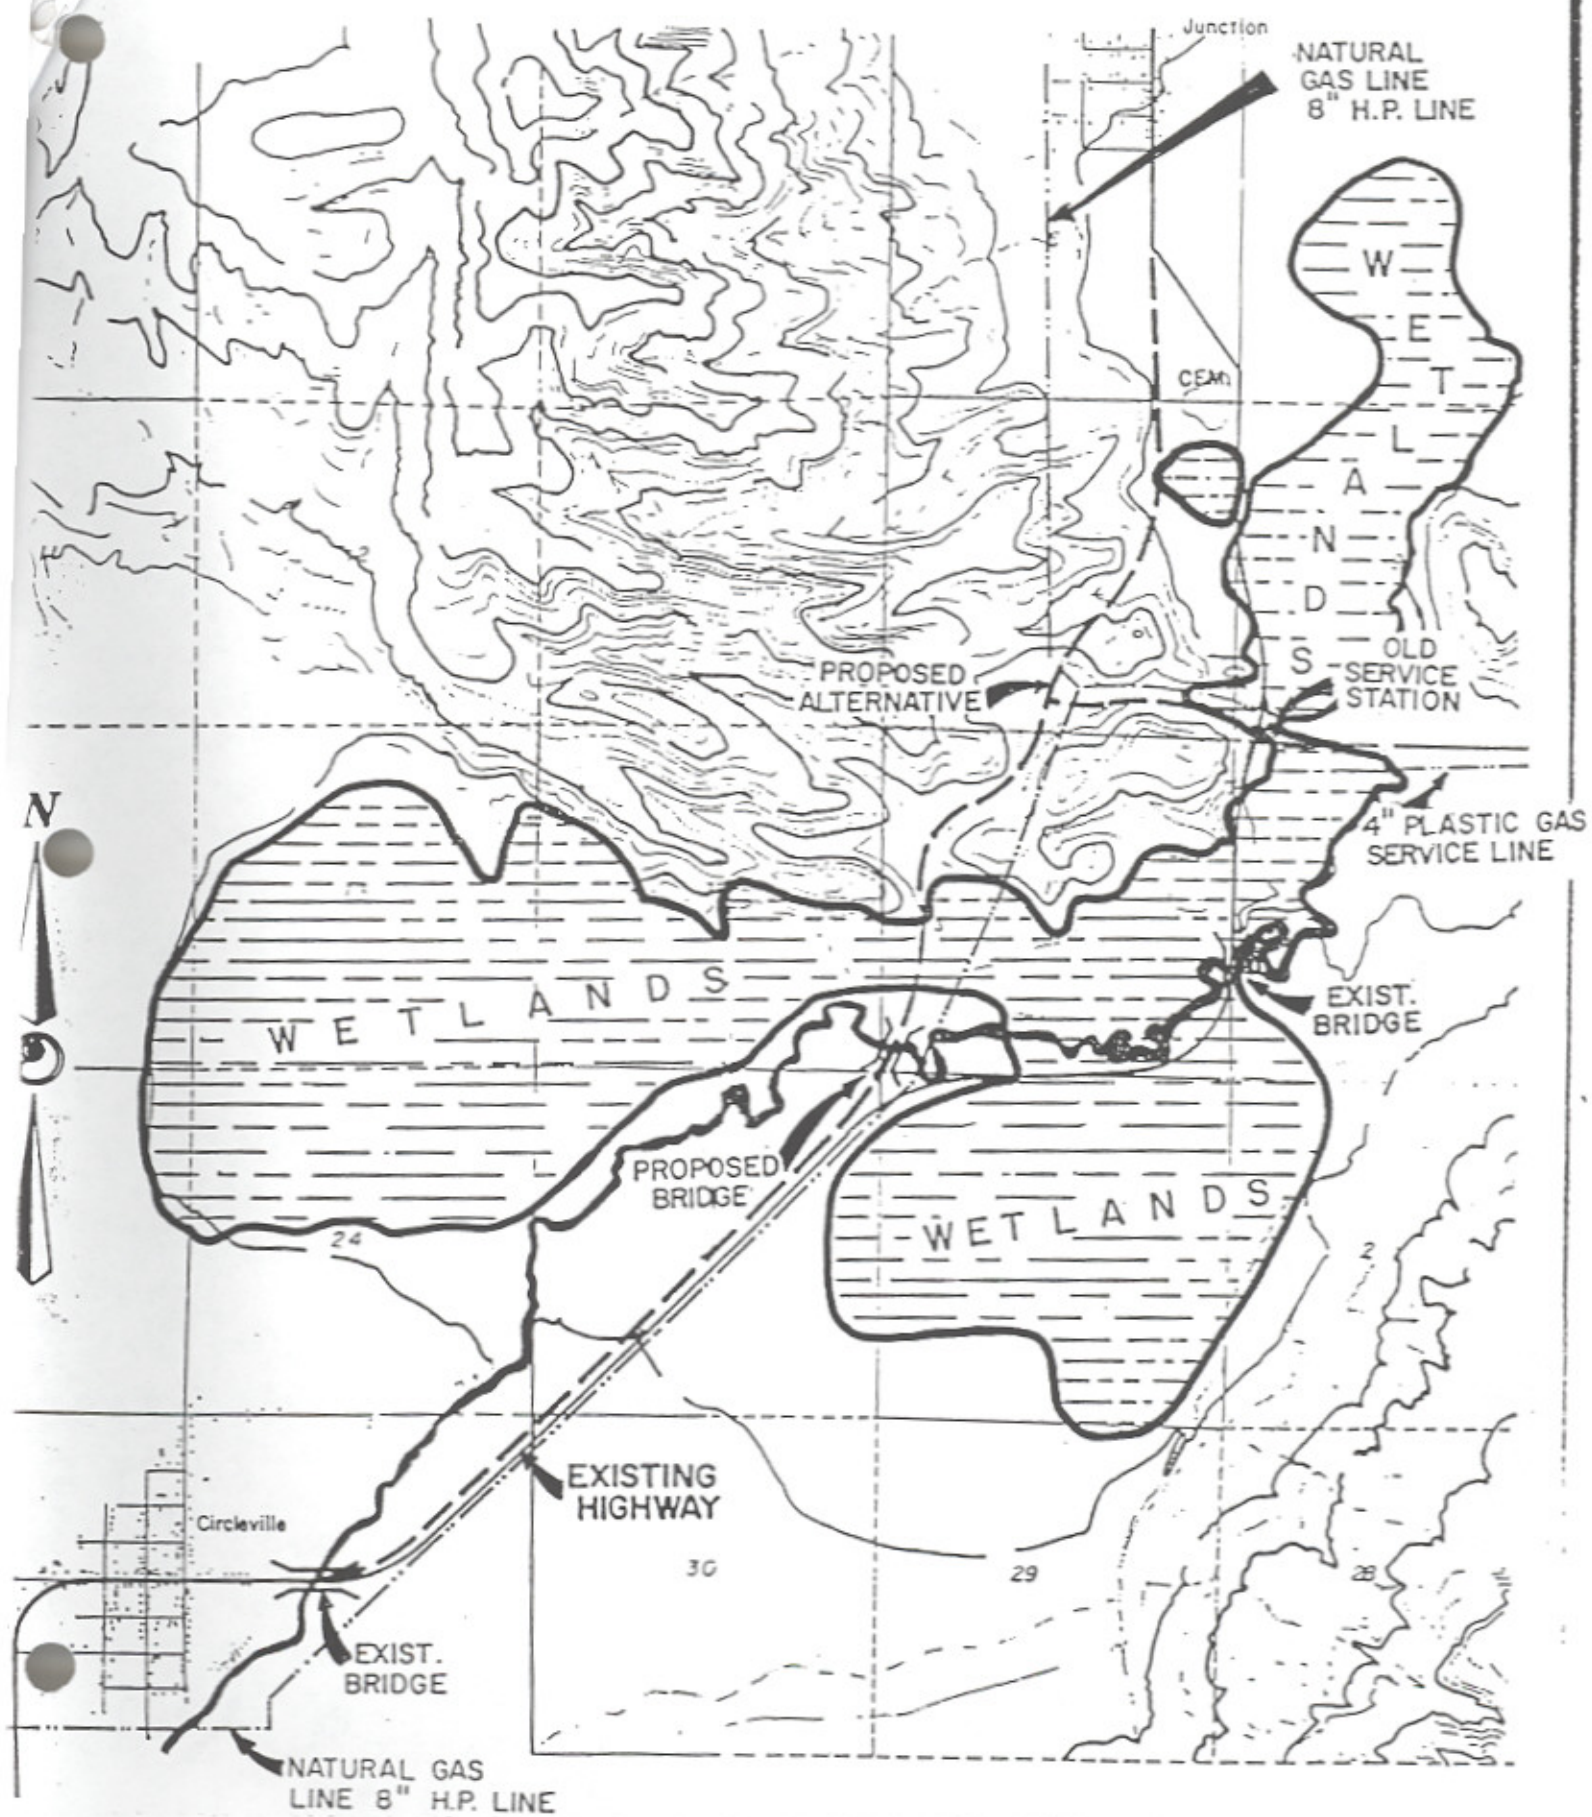 Junction
NATURAL
GAS LINE
8" H.P. LINE
WETLANDS
CEM
OLD
SERVICE
STATION
PROPOSED
ALTERNATIVE
N
4" PLASTIC GAS
SERVICE LINE
WETLANDS
EXIST.
BRIDGE
PROPOSED
BRIDGE
WETLANDS
24
EXISTING
HIGHWAY
Circleville
30
29
28
EXIST.
BRIDGE
NATURAL GAS
LINE 8" H.P. LINE